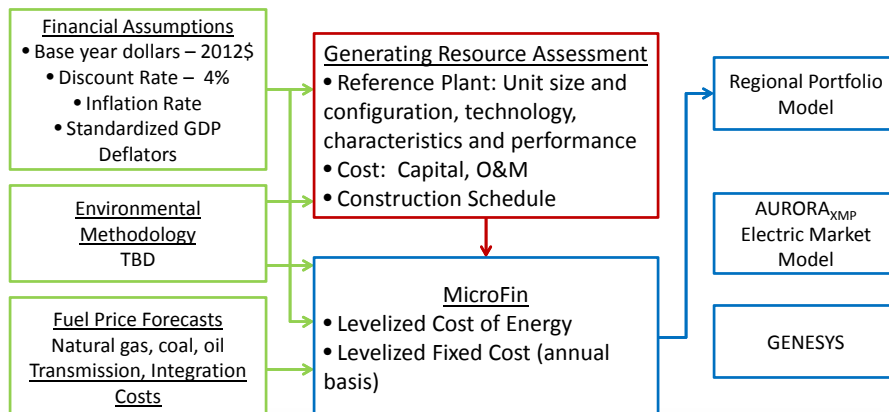 Financial Assumptions
• Base year dollars – 2012$
• Discount Rate – 4%
• Inflation Rate
• Standardized GDP
Deflators
Environmental
Methodology
TBD
Fuel Price Forecasts
Natural gas, coal, oil
Transmission, Integration
Costs
Generating Resource Assessment
• Reference Plant: Unit size and
configuration, technology,
characteristics and performance
• Cost: Capital, O&M
• Construction Schedule
MicroFin
• Levelized Cost of Energy
• Levelized Fixed Cost (annual
basis)
Regional Portfolio
Model
AURORAXMP
Electric Market
Model
GENESYS